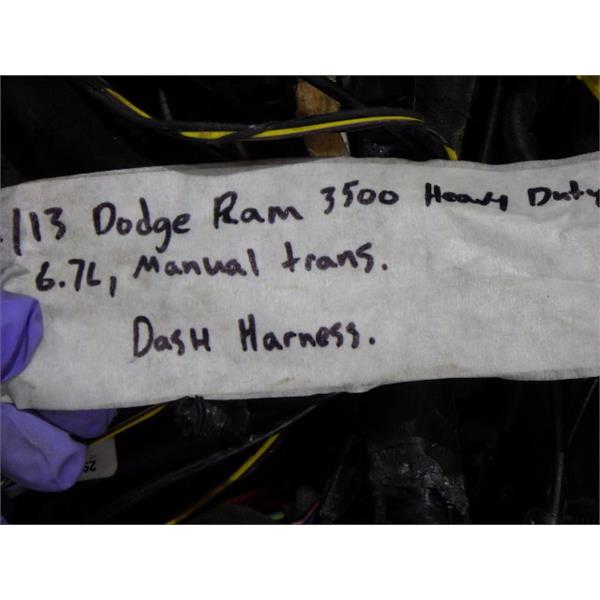 /13 Dodge Ram 3500 Heavy Duty
6.7L, Manual trans.
Dash Harness.